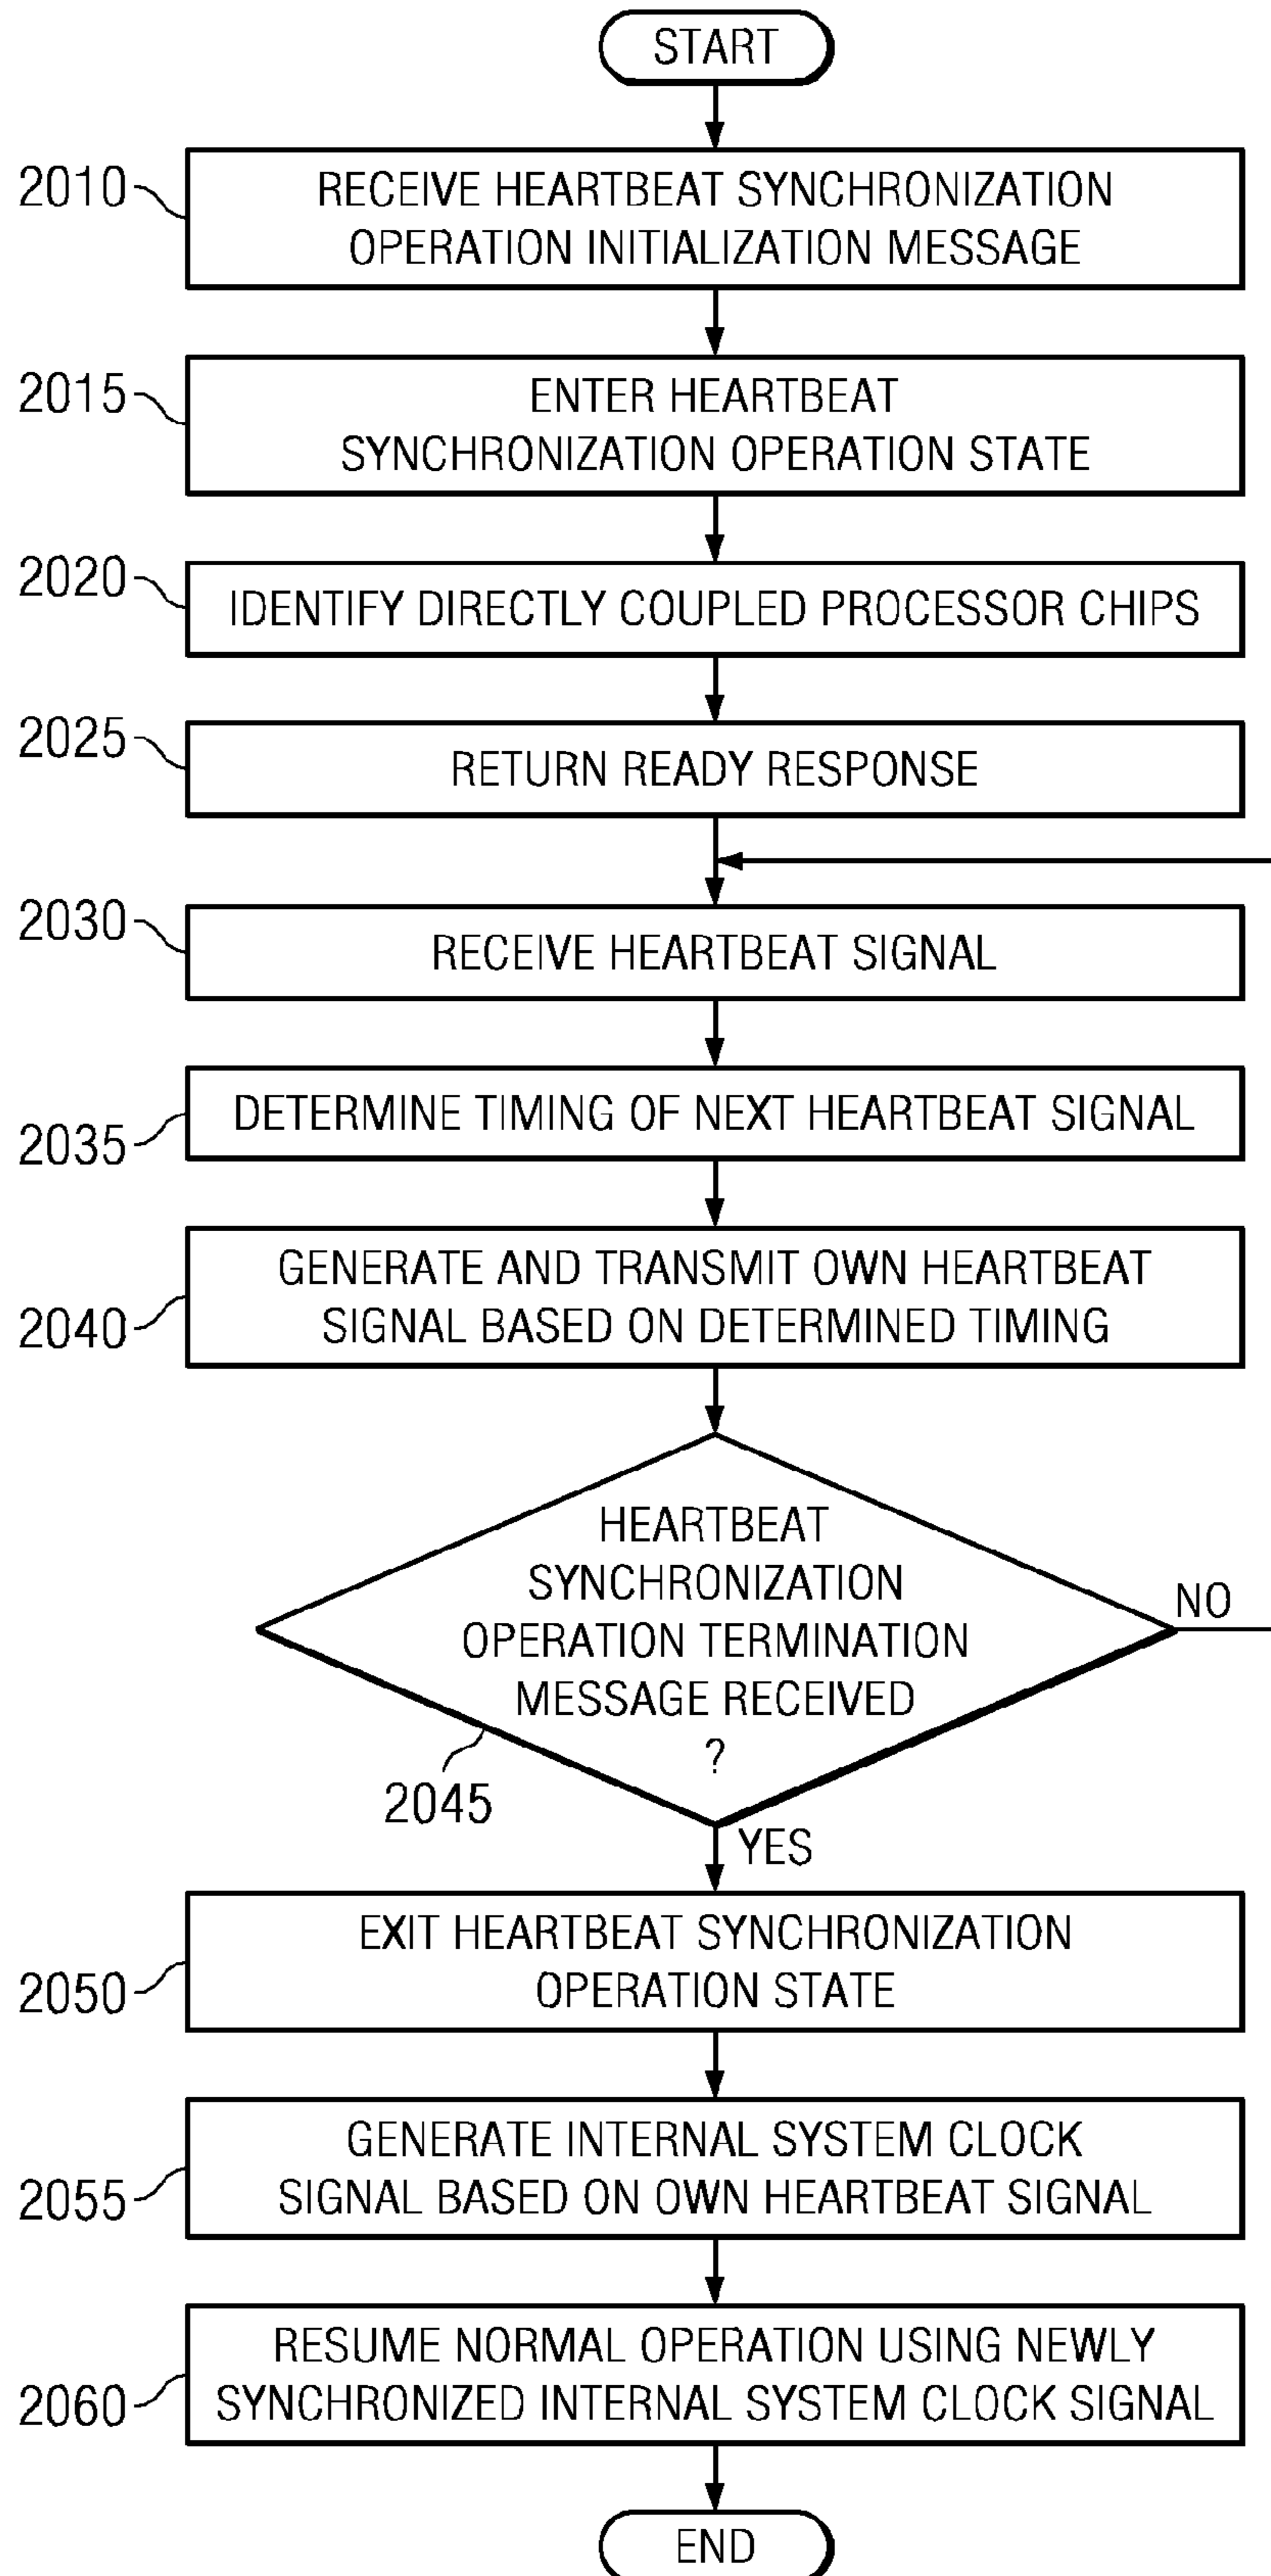 START
2010
RECEIVE HEARTBEAT SYNCHRONIZATION
OPERATION INITIALIZATION MESSAGE
2015
ENTER HEARTBEAT
SYNCHRONIZATION OPERATION STATE
2020
IDENTIFY DIRECTLY COUPLED PROCESSOR CHIPS
2025
RETURN READY RESPONSE
2030
RECEIVE HEARTBEAT SIGNAL
2035
DETERMINE TIMING OF NEXT HEARTBEAT SIGNAL
2040
GENERATE AND TRANSMIT OWN HEARTBEAT
SIGNAL BASED ON DETERMINED TIMING
HEARTBEAT
SYNCHRONIZATION
OPERATION TERMINATION
MESSAGE RECEIVED
?
NO
2045
YES
2050
EXIT HEARTBEAT SYNCHRONIZATION
OPERATION STATE
2055
GENERATE INTERNAL SYSTEM CLOCK
SIGNAL BASED ON OWN HEARTBEAT SIGNAL
2060
RESUME NORMAL OPERATION USING NEWLY
SYNCHRONIZED INTERNAL SYSTEM CLOCK SIGNAL
END